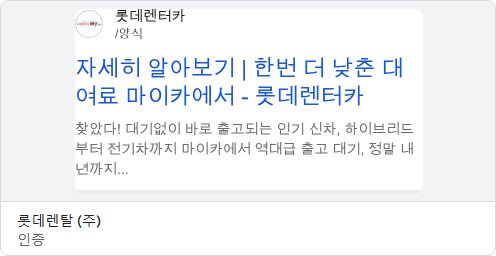 롯데렌터카
/양식
자세히 알아보기 | 한번 더 낮춘 대
여료 마이카에서 - 롯데렌터카
찾았다! 대기없이 바로 출고되는 인기 신차, 하이브리드
부터 전기차까지 마이카에서 역대급 출고 대기, 정말 내
년까지...
롯데렌탈 (주)
인증